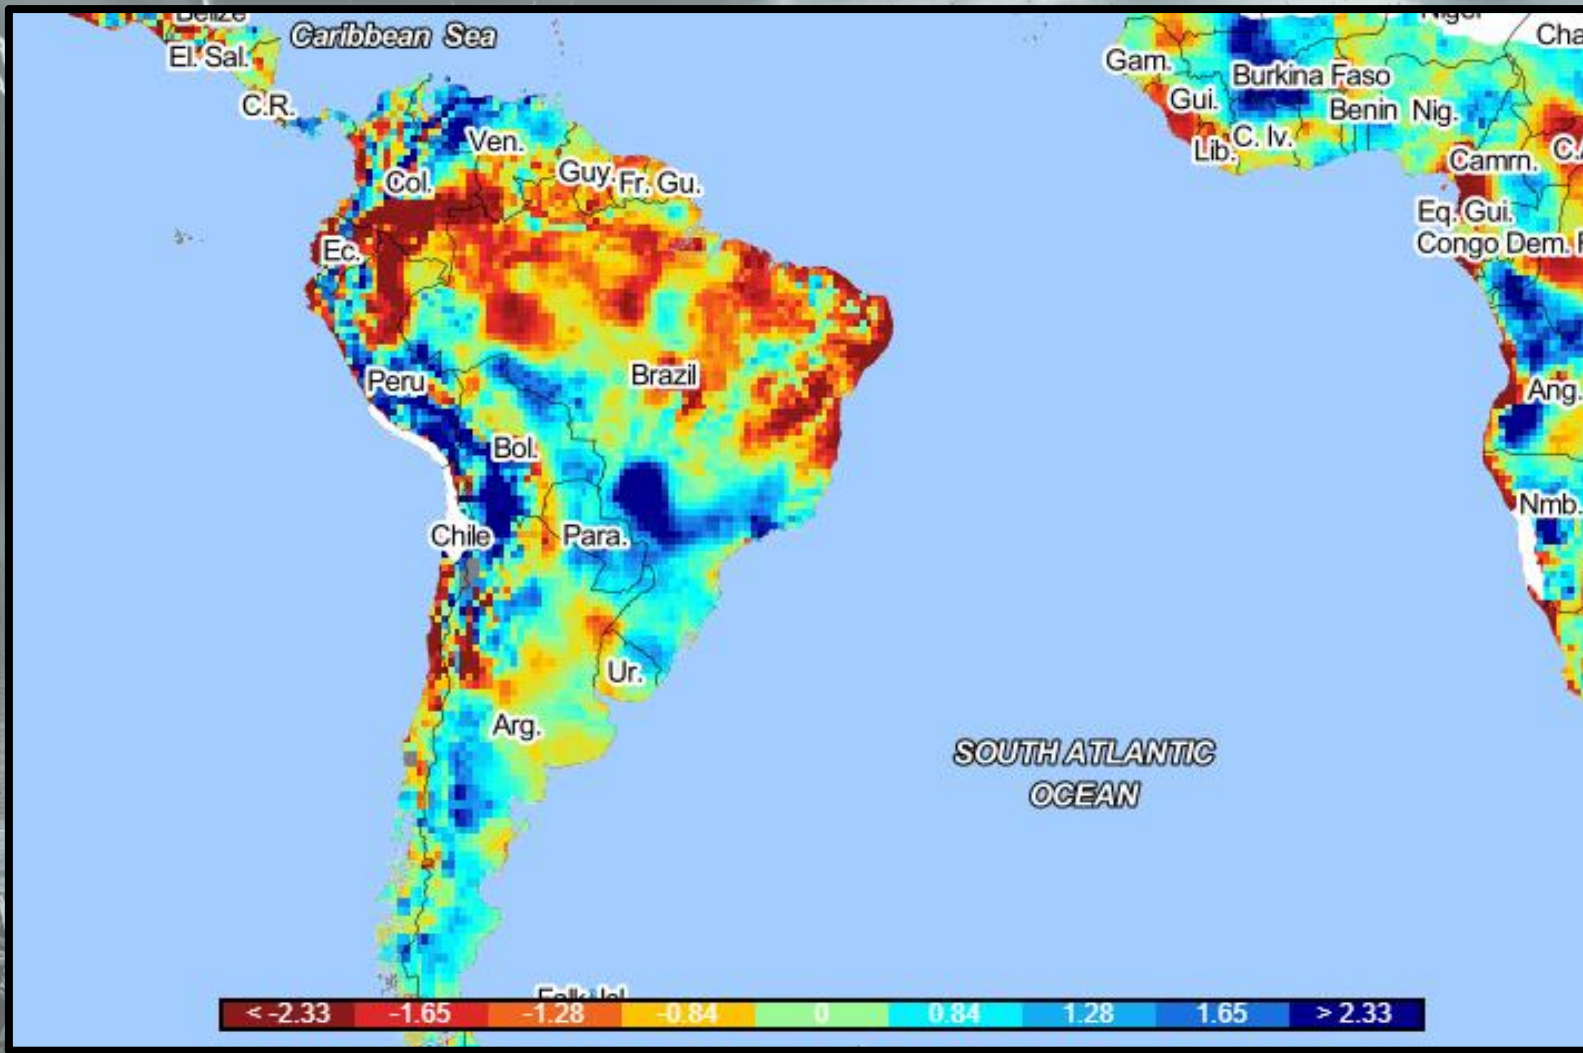 Belize
Caribbean Sea
El. Sal.
C.R.
Ven.
Col.
Guy.
Fr. Gu.
Ec.
Peru
Brazil
Bol.
Chile
Para.
Ur.
Arg.
Gam.
Burkina Faso
Gui.
Benin
Nig.
Lib.
C. Iv.
Camrn.
Eq. Gui.
Congo Dem.
Ang.
Nmb.
SOUTH ATLANTIC
OCEAN
< -2.33 -1.65 -1.28 -0.84 0 0.84 1.28 1.65 > 2.33